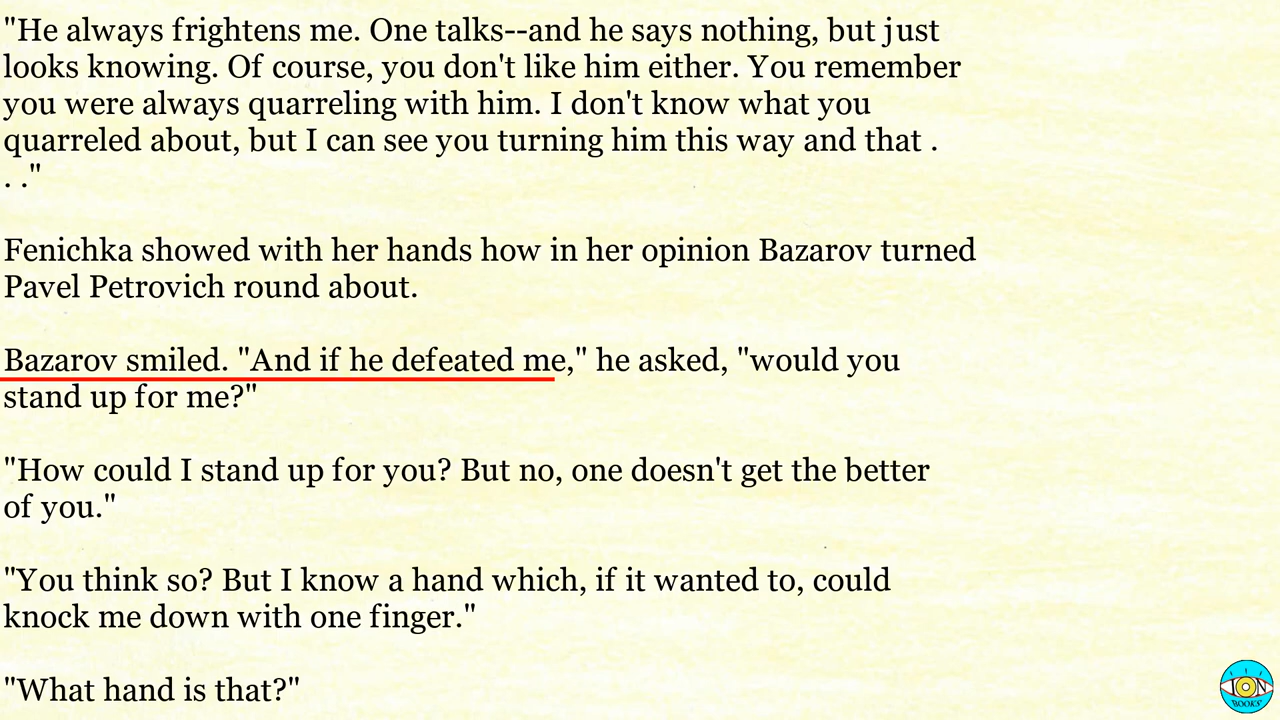 "He always frightens me. One talks--and he says nothing, but just
looks knowing. Of course, you don't like him either. You remember
you were always quarreling with him. I don't know what you
quarreled about, but I can see you turning him this way and that .
. ."
Fenichka showed with her hands how in her opinion Bazarov turned
Pavel Petrovich round about.
Bazarov smiled. "And if he defeated me," he asked, "would you
stand up for me?"
"How could I stand up for you? But no, one doesn't get the better
of you."
"You think so? But I know a hand which, if it wanted to, could
knock me down with one finger."
"What hand is that?"
ION
BOOKS